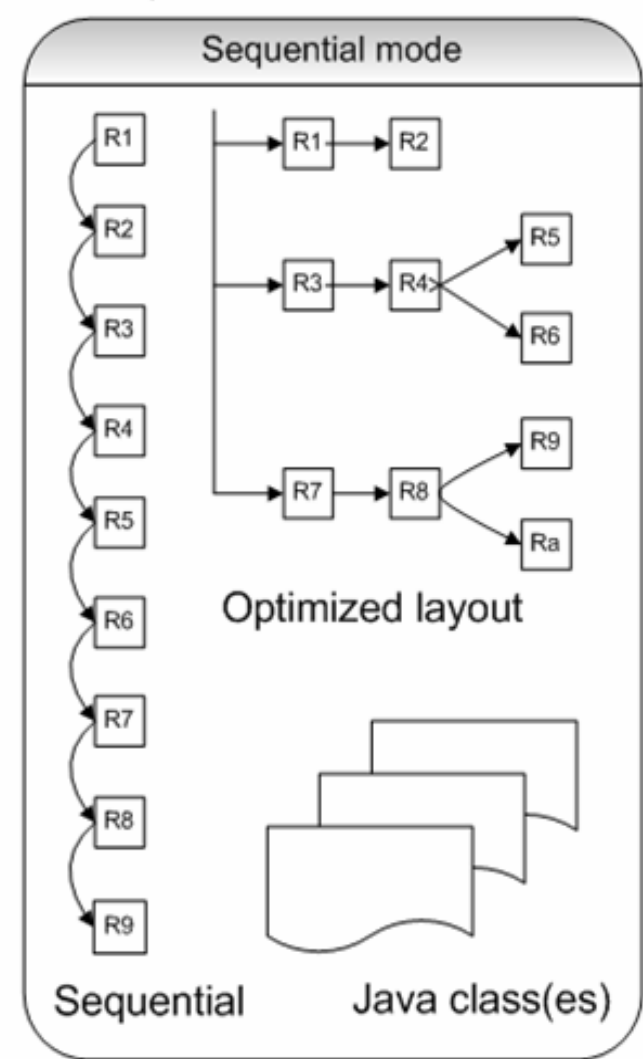 Sequential mode
R1
R2
R3
R4
R5
R6
R7
R8
R9
Sequential
R1 R2
R3 R4 R5
R6
R7 R8 R9
Ra
Optimized layout
Java class(es)